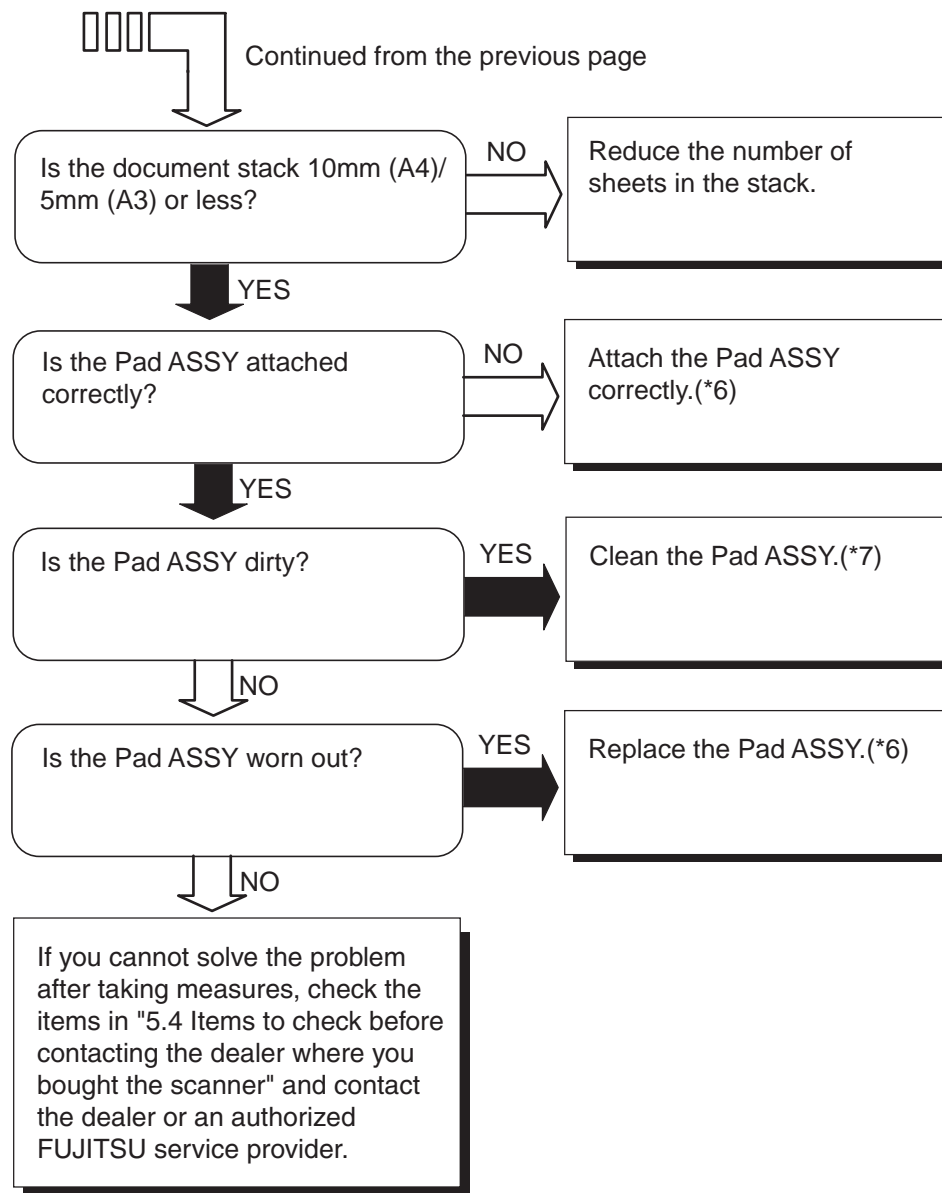 Continued from the previous page
Is the document stack 10mm (A4)/
5mm (A3) or less?
NO
Reduce the number of
sheets in the stack.
YES
Is the Pad ASSY attached
correctly?
NO
Attach the Pad ASSY
correctly.(*6)
YES
Is the Pad ASSY dirty?
YES
Clean the Pad ASSY.(*7)
NO
Is the Pad ASSY worn out?
YES
Replace the Pad ASSY.(*6)
NO
If you cannot solve the problem
after taking measures, check the
items in "5.4 Items to check before
contacting the dealer where you
bought the scanner" and contact
the dealer or an authorized
FUJITSU service provider.